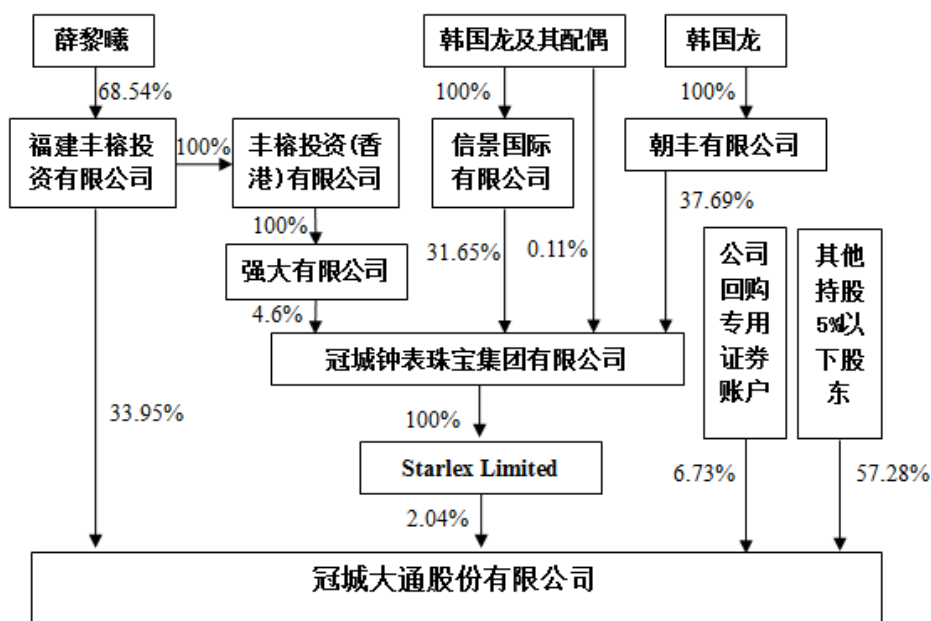 薛黎曦
韩国龙及其配偶
韩国龙
68.54%
100%
100%
福建丰榕投
资有限公司
100%
丰榕投资(香
港)有限公司
信景国际
有限公司
朝丰有限公司
100%
31.65%
0.11%
37.69%
强大有限公司
4.6%
公司
回购
专用
证券
账户
其他
持股
5%以
下股
东
冠城钟表珠宝集团有限公司
33.95%
100%
Starlex Limited
6.73%
57.28%
2.04%
冠城大通股份有限公司